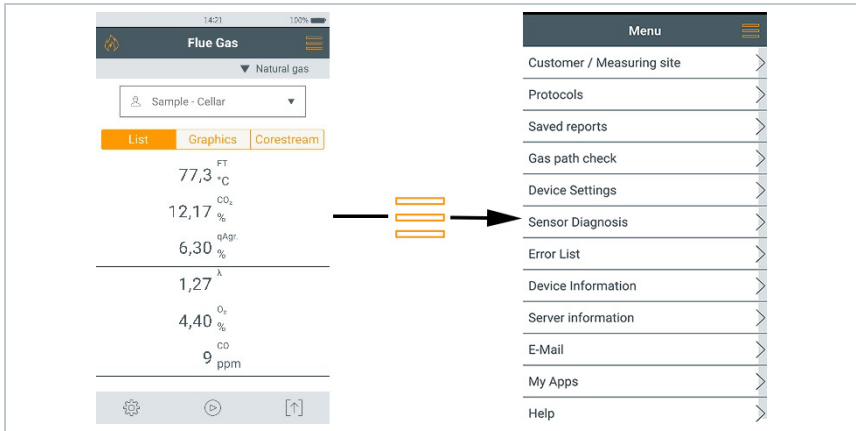 14:21 100%
Flue Gas
Natural gas
Sample - Cellar
List Graphics Corestream
77,3 FT °C
12,17 CO₂ %
6,30 qAgr. %
1,27 λ
4,40 O₂ %
9 CO ppm
Menu
Customer / Measuring site
Protocols
Saved reports
Gas path check
Device Settings
Sensor Diagnosis
Error List
Device Information
Server information
E-Mail
My Apps
Help